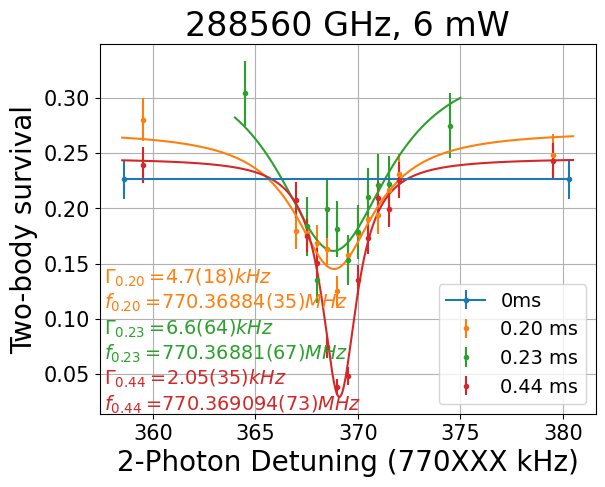 288560 GHz, 6 mW
Two-body survival
0.30
0.25
0.20
0.15
0.10
0.05
Γ0.20 =4.7(18)kHz
f0.20 =770.36884(35)MHz
Γ0.23 =6.6(64)kHz
f0.23 =770.36881(67)MHz
Γ0.44 =2.05(35)kHz
f0.44 =770.369094(73)MHz
0ms
0.20 ms
0.23 ms
0.44 ms
360 365 370 375 380
2-Photon Detuning (770XXX kHz)